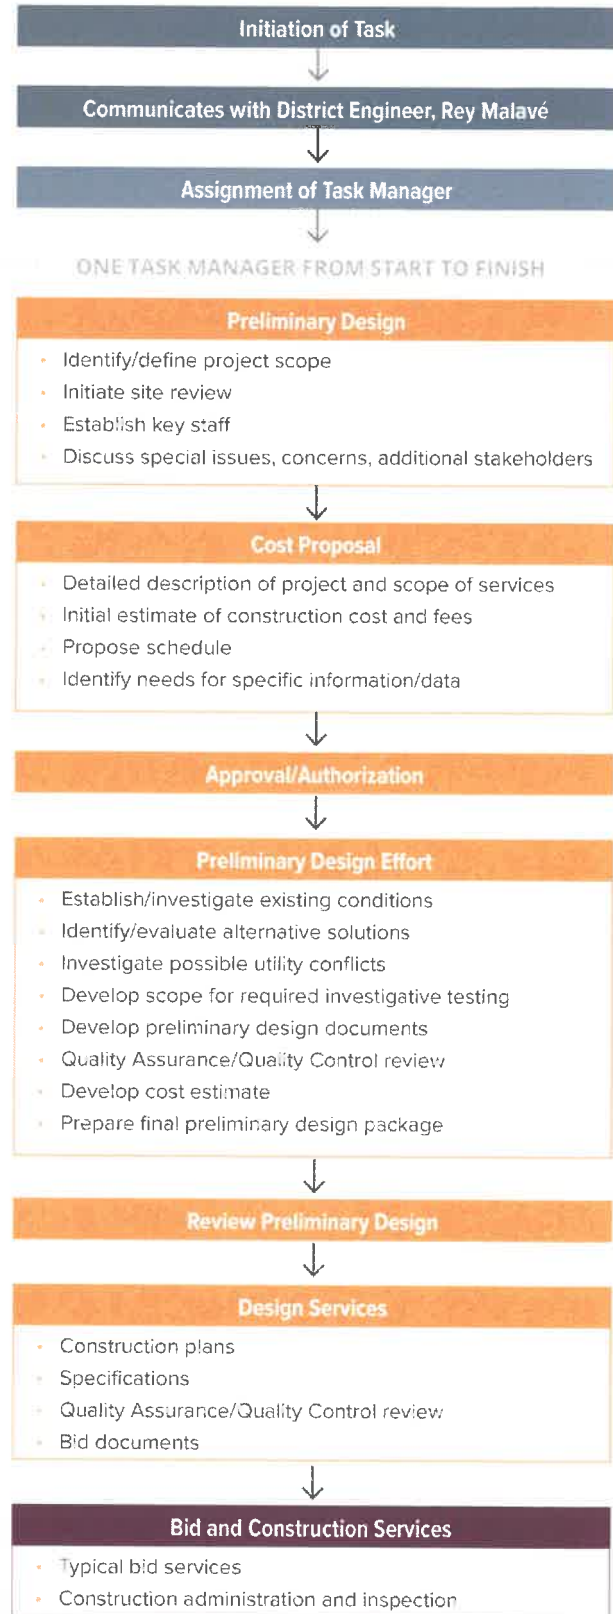 Initiation of Task
Communicates with District Engineer, Rey Malavé
Assignment of Task Manager
ONE TASK MANAGER FROM START TO FINISH
Preliminary Design
• Identify/define project scope
• Initiate site review
• Establish key staff
• Discuss special issues, concerns, additional stakeholders
Cost Proposal
• Detailed description of project and scope of services
• Initial estimate of construction cost and fees
• Propose schedule
• Identify needs for specific information/data
Approval/Authorization
Preliminary Design Effort
• Establish/investigate existing conditions
• Identify/evaluate alternative solutions
• Investigate possible utility conflicts
• Develop scope for required investigative testing
• Develop preliminary design documents
• Quality Assurance/Quality Control review
• Develop cost estimate
• Prepare final preliminary design package
Review Preliminary Design
Design Services
• Construction plans
• Specifications
• Quality Assurance/Quality Control review
• Bid documents
Bid and Construction Services
• Typical bid services
• Construction administration and inspection